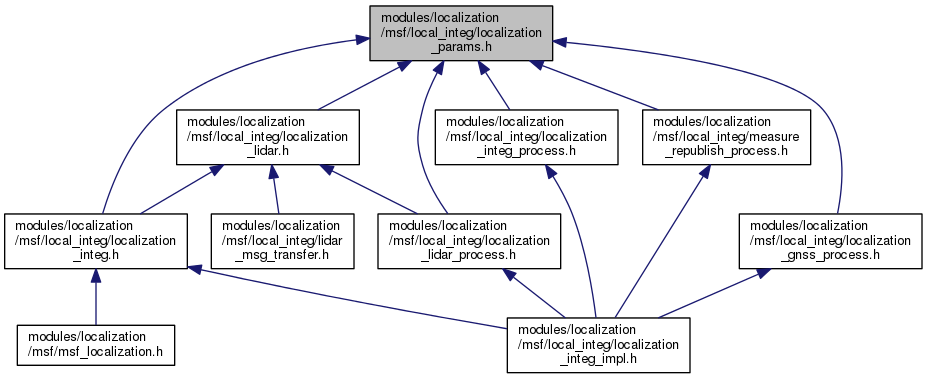 modules/localization
/msf/local_integ/localization
_params.h
modules/localization
/msf/local_integ/localization
_lidar.h
modules/localization
/msf/local_integ/localization
_integ_process.h
modules/localization
/msf/local_integ/measure
_republish_process.h
modules/localization
/msf/local_integ/localization
_integ.h
modules/localization
/msf/local_integ/lidar
_msg_transfer.h
modules/localization
/msf/local_integ/localization
_lidar_process.h
modules/localization
/msf/local_integ/localization
_gnss_process.h
modules/localization
/msf/msf_localization.h
modules/localization
/msf/local_integ/localization
_integ_impl.h